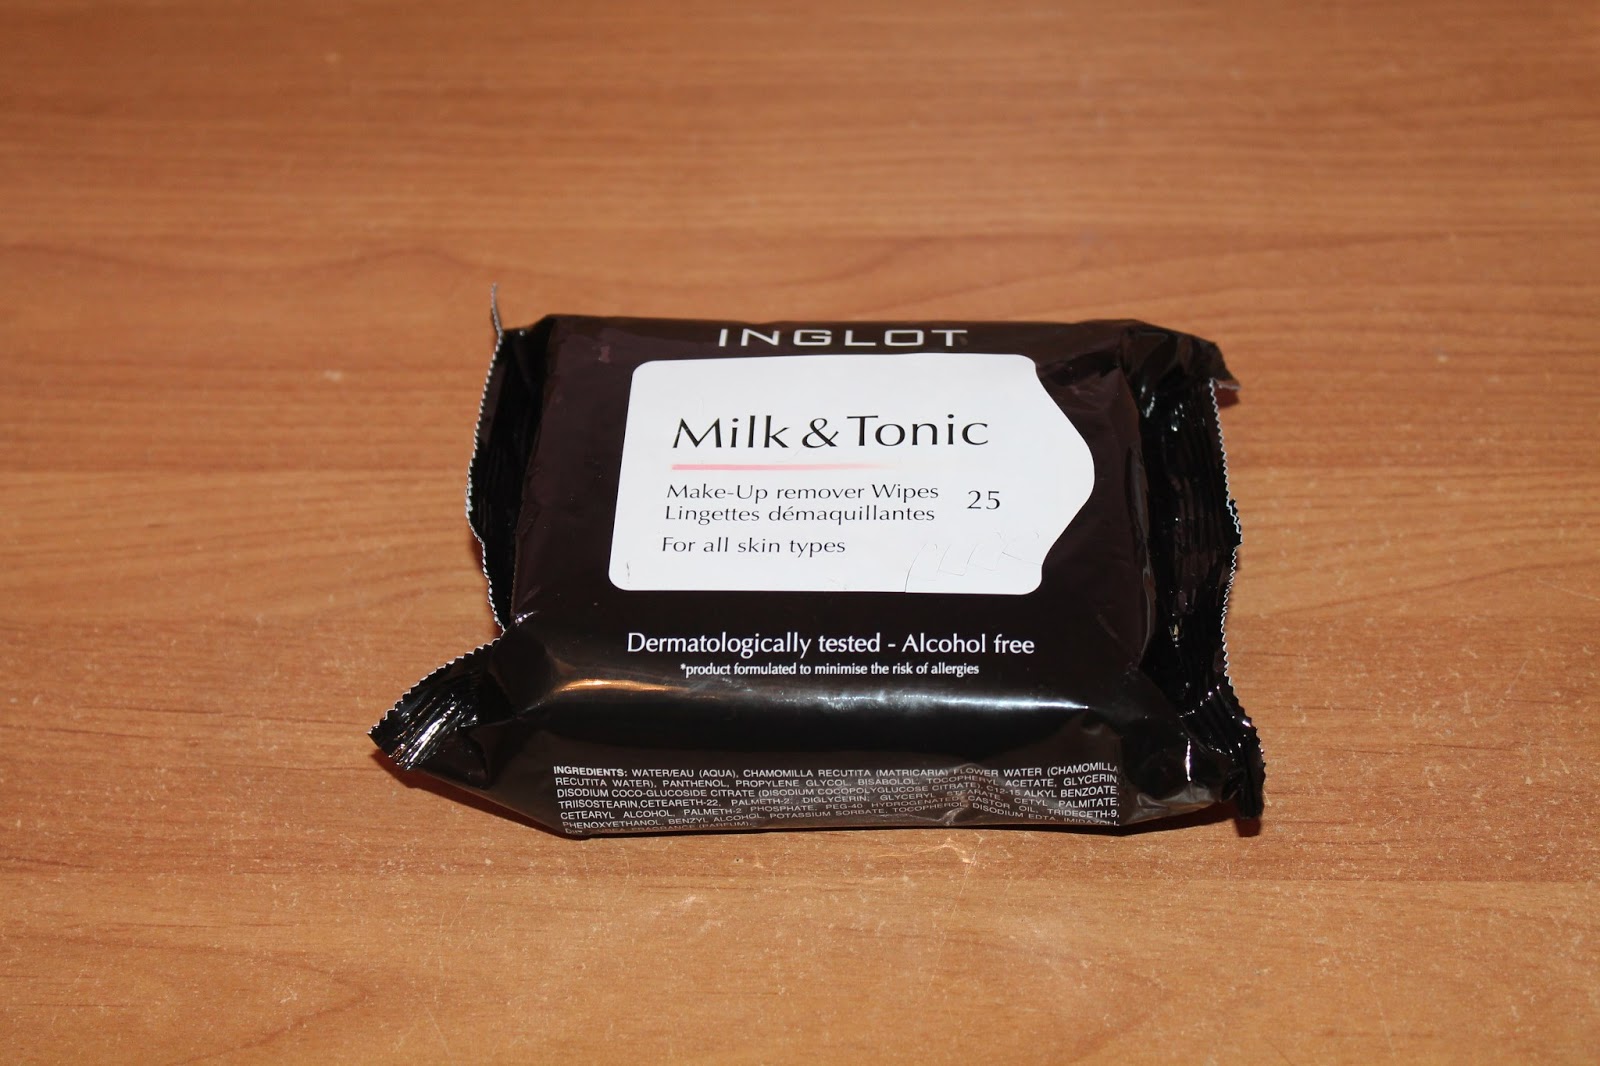 INGLOT
Milk & Tonic
Make-Up remover Wipes 25
Lingettes démaquillantes
For all skin types
Dermatologically tested - Alcohol free
*product formulated to minimise the risk of allergies
INGREDIENTS: WATER/EAU (AQUA), CHAMOMILLA RECUTITA (MATRICARIA) FLOWER WATER (CHAMOMILLA
RECUTITA WATER), PANTHENOL, PROPYLENE GLYCOL, BISABOLOL, TOCOPHERYL ACETATE, GLYCERIN,
DISODIUM COCO-GLUCOSIDE CITRATE (DISODIUM COCOPOLYGLUCOSE CITRATE), C12-15 ALKYL BENZOATE,
TRIISOSTEARIN,CETEARETH-22, PALMETH-2, DIGLYCERIN, GLYCERYL STEARATE, CETYL PALMITATE,
CETEARYL ALCOHOL, PALMETH-2 PHOSPHATE PEG-40 HYDROGENATED CASTOR OIL, TRIDECETH-9,
PHENOXYETHANOL, BENZYL ALCOHOL, POTASSIUM SORBATE, TOCOPHEROL, DISODIUM EDTA
FRAGRANCE (PARFUM).